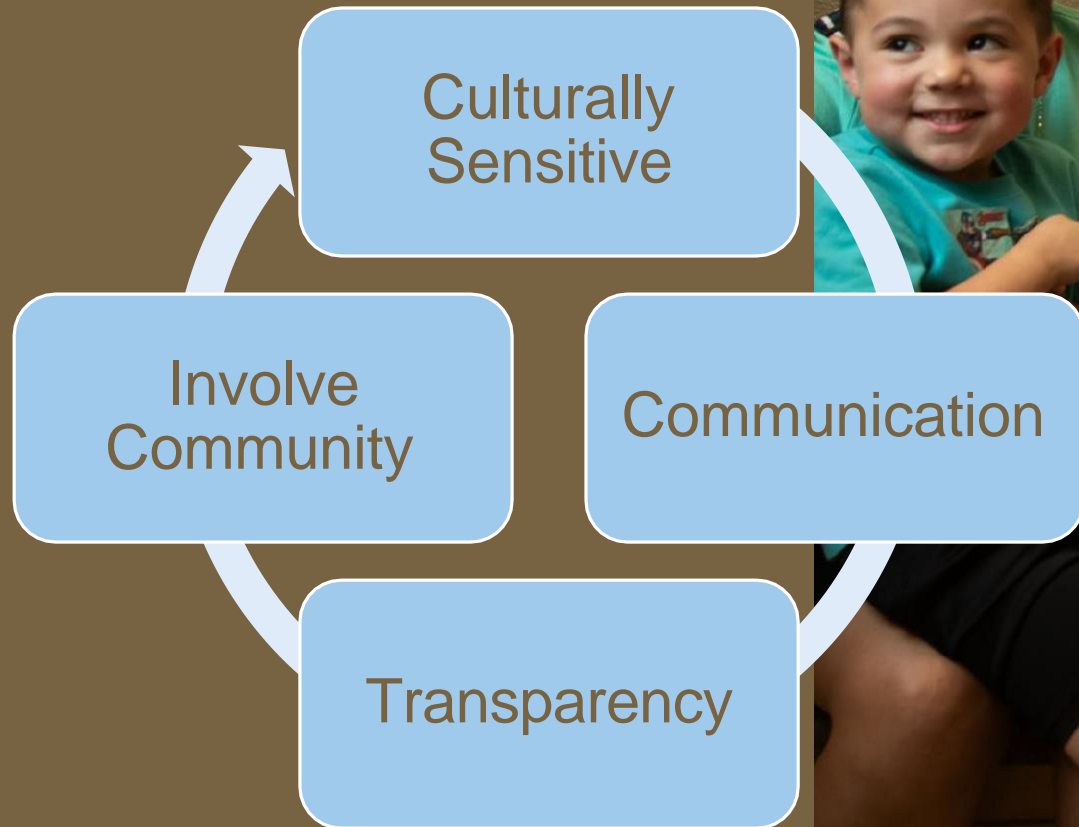 Culturally
Sensitive
Involve
Community
Communication
Transparency